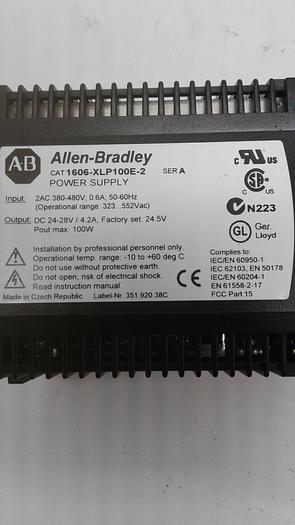 AB Allen-Bradley
CAT 1606-XLP100E-2 SER A
POWER SUPPLY
Input: 2AC 380-480V; 0.6A; 50-60Hz
(Operational range: 323...552Vac)
Output: DC 24-28V / 4.2A; Factory set: 24.5V
Pout max: 100W
Installation by professional personnel only.
Operational temp. range: -10 to +60 deg C
Do not use without protective earth.
Do not open, risk of electrical shock.
Read instruction manual.
Made in Czech Republic Label-Nr. 351.920.38C
CE
c UR us
c SA us
N223
GL Ger. Lloyd
Complies to:
IEC/EN 60950-1
IEC 62103, EN 50178
IEC/EN 60204-1
EN 61558-2-17
FCC Part 15